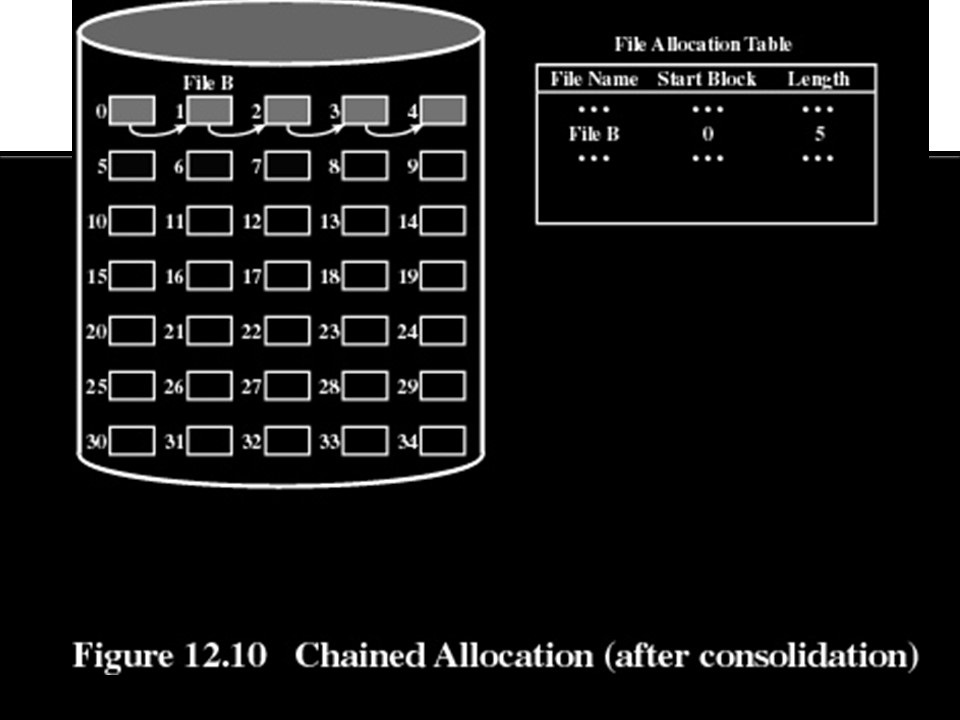 File Allocation Table
File B
File Name Start Block Length
0 1 2 3 4
••• ••• •••
File B 0 5
5 6 7 8 9
••• ••• •••
10 11 12 13 14
15 16 17 18 19
20 21 22 23 24
25 26 27 28 29
30 31 32 33 34
Figure 12.10 Chained Allocation (after consolidation)